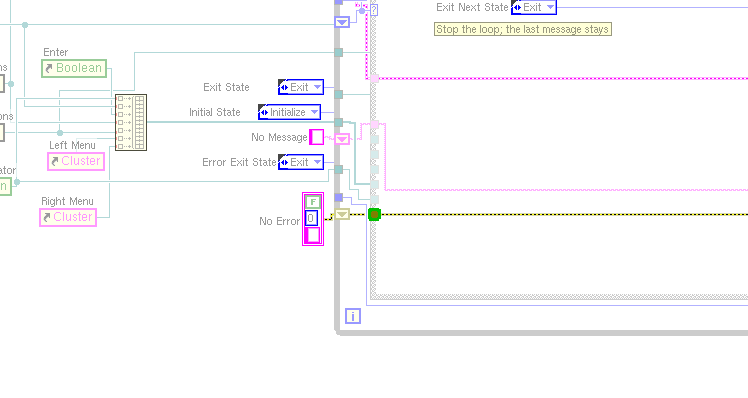 Exit Next State
Exit
Stop the loop; the last message stays
Enter
Boolean
ns
Exit State
Exit
Initial State
Initialize
ons
No Message
Left Menu
Cluster
Error Exit State
Exit
ator
n
Right Menu
Cluster
No Error
F
0
i